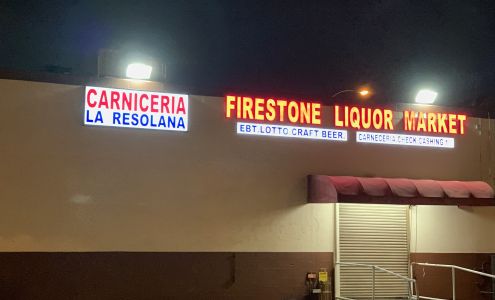 CARNICERIA
LA RESOLANA
FIRESTONE LIQUOR MARKET
EBT.LOTTO.CRAFT BEER.
CARNECERIA.CHECK CASHING